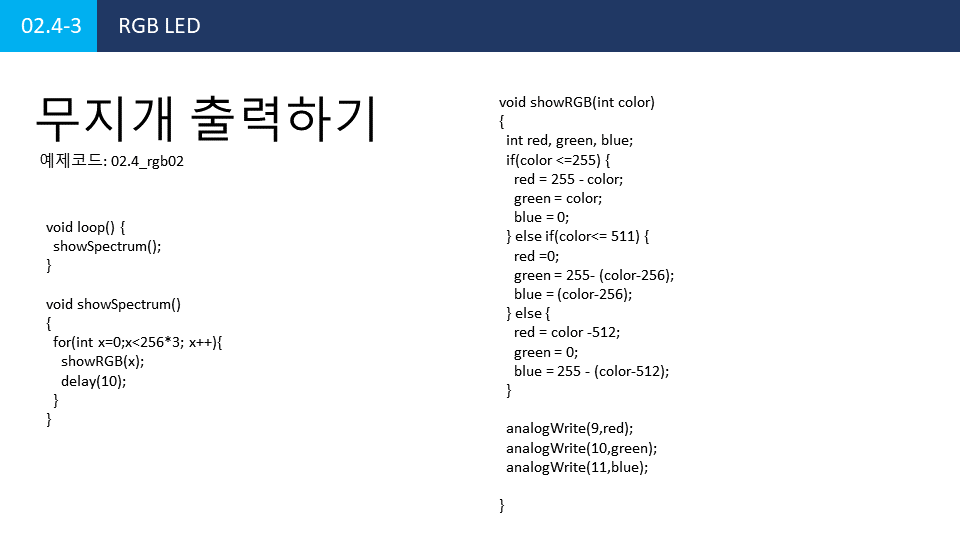 02.4-3 RGB LED
무지개 출력하기
예제코드: 02.4_rgb02
void loop() {
showSpectrum();
}
void showSpectrum()
{
for(int x=0;x<256*3; x++){
showRGB(x);
delay(10);
}
}
void showRGB(int color)
{
int red, green, blue;
if(color <=255) {
red = 255 - color;
green = color;
blue = 0;
} else if(color<= 511) {
red =0;
green = 255- (color-256);
blue = (color-256);
} else {
red = color -512;
green = 0;
blue = 255 - (color-512);
}
analogWrite(9,red);
analogWrite(10,green);
analogWrite(11,blue);
}